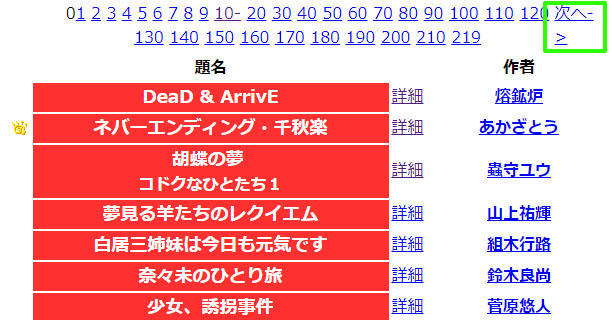 01 2 3 4 5 6 7 8 9 10- 20 30 40 50 60 70 80 90 100 110 120 次へ-
130 140 150 160 170 180 190 200 210 219 >
題名 作者
DeaD & ArrivE 詳細 熔鉱炉
ネバーエンディング・千秋楽 詳細 あかざとう
胡蝶の夢
コドクなひとたち1 詳細 蟲守ユウ
夢見る羊たちのレクイエム 詳細 山上祐輝
白居三姉妹は今日も元気です 詳細 組木行路
奈々未のひとり旅 詳細 鈴木良尚
少女、誘拐事件 詳細 菅原悠人